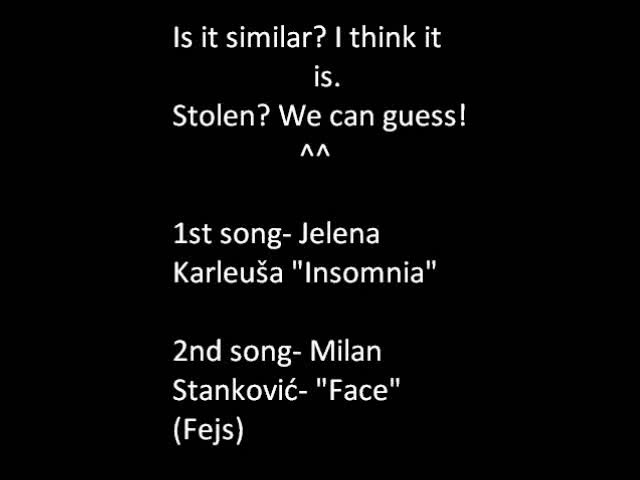 Is it similar? I think it
is.
Stolen? We can guess!
^^
1st song- Jelena
Karleuša "Insomnia"
2nd song- Milan
Stanković- "Face"
(Fejs)